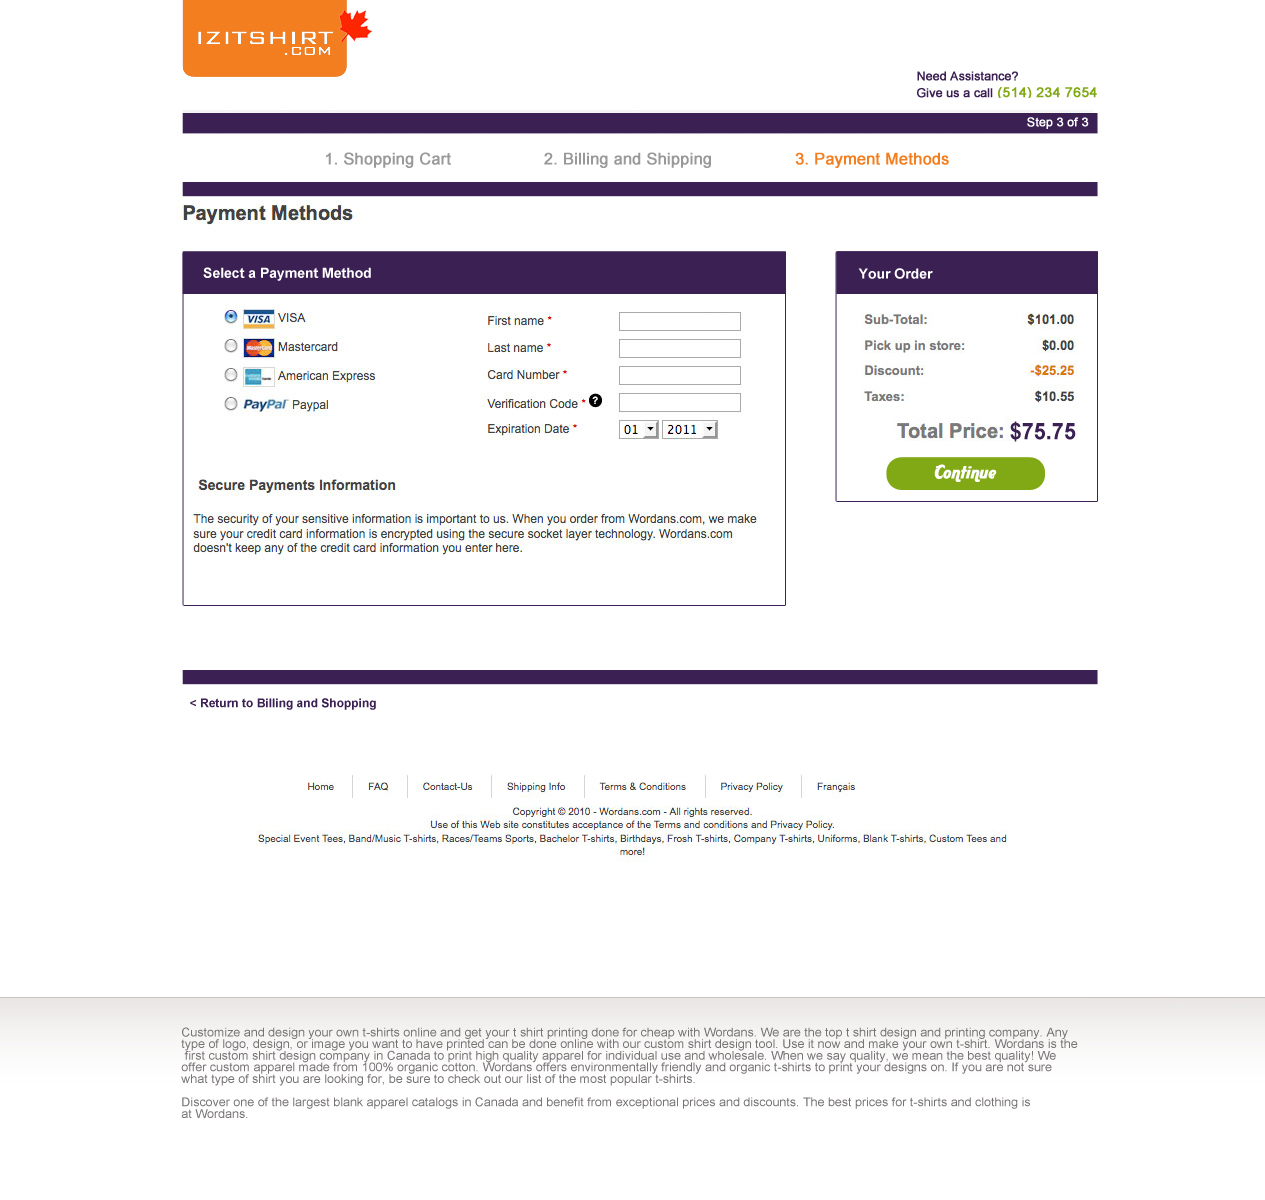 IZITSHIRT
.COM
Need Assistance?
Give us a call (514) 234 7654
Step 3 of 3
1. Shopping Cart
2. Billing and Shipping
3. Payment Methods
Payment Methods
Select a Payment Method
VISA VISA
MasterCard Mastercard
American Express
PayPal Paypal
First name *
Last name *
Card Number *
Verification Code * ?
Expiration Date * 01 2011
Secure Payments Information
The security of your sensitive information is important to us. When you order from Wordans.com, we make
sure your credit card information is encrypted using the secure socket layer technology. Wordans.com
doesn't keep any of the credit card information you enter here.
Your Order
Sub-Total: $101.00
Pick up in store: $0.00
Discount: -$25.25
Taxes: $10.55
Total Price: $75.75
Continue
< Return to Billing and Shopping
Home
FAQ
Contact-Us
Shipping Info
Terms & Conditions
Privacy Policy
Français
Copyright © 2010 - Wordans.com - All rights reserved.
Use of this Web site constitutes acceptance of the Terms and conditions and Privacy Policy.
Special Event Tees, Band/Music T-shirts, Races/Teams Sports, Bachelor T-shirts, Birthdays, Frosh T-shirts, Company T-shirts, Uniforms, Blank T-shirts, Custom Tees and
more!
Customize and design your own t-shirts online and get your t shirt printing done for cheap with Wordans. We are the top t shirt design and printing company. Any
type of logo, design, or image you want to have printed can be done online with our custom shirt design tool. Use it now and make your own t-shirt. Wordans is the
first custom shirt design company in Canada to print high quality apparel for individual use and wholesale. When we say quality, we mean the best quality! We
offer custom apparel made from 100% organic cotton. Wordans offers environmentally friendly and organic t-shirts to print your designs on. If you are not sure
what type of shirt you are looking for, be sure to check out our list of the most popular t-shirts.
Discover one of the largest blank apparel catalogs in Canada and benefit from exceptional prices and discounts. The best prices for t-shirts and clothing is
at Wordans.